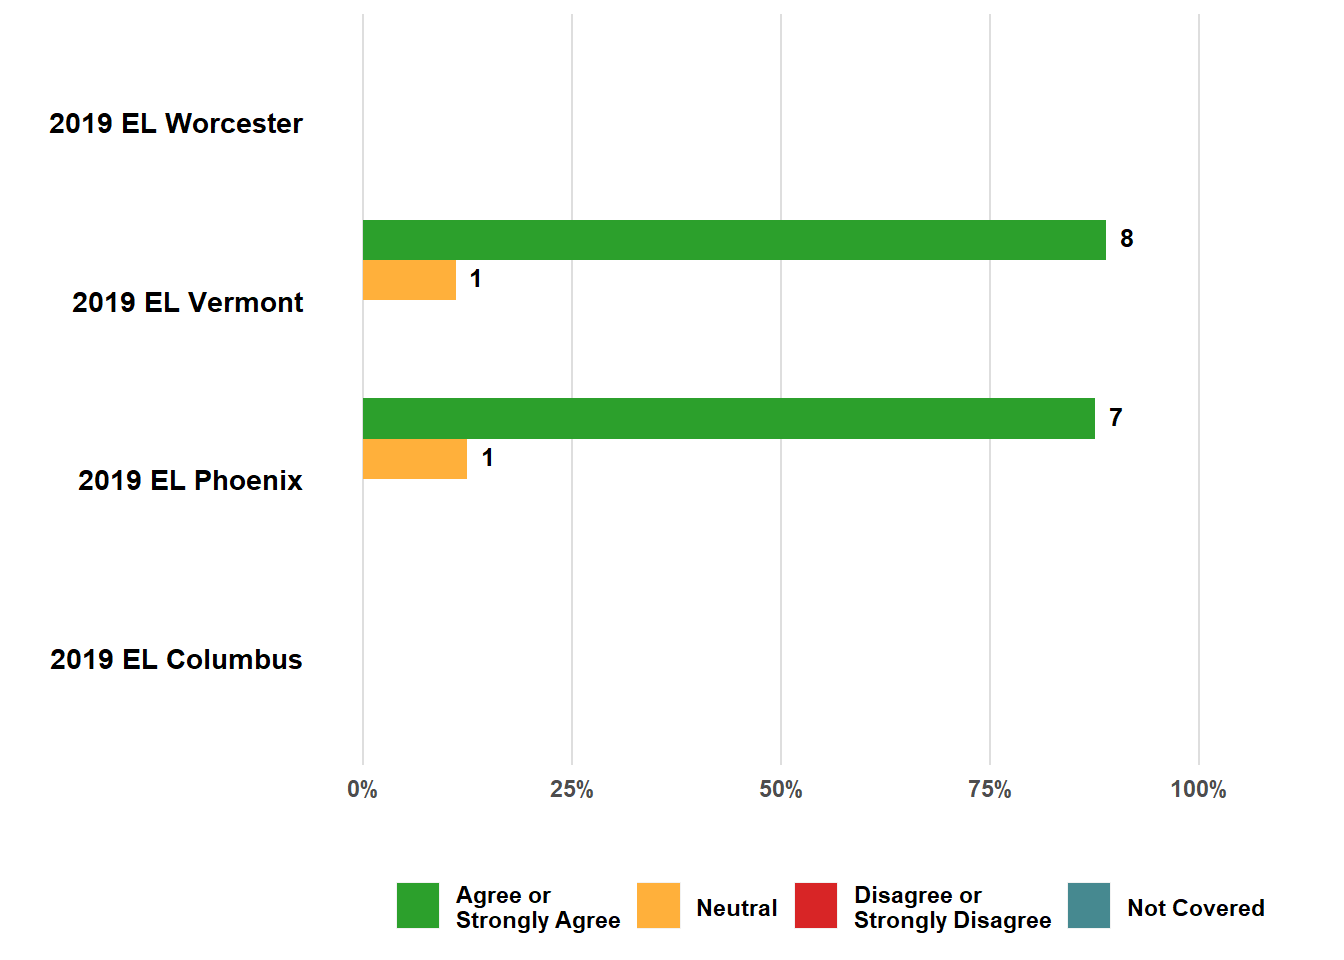 2019 EL Worcester
8
1
2019 EL Vermont
7
1
2019 EL Phoenix
2019 EL Columbus
0% 25% 50% 75% 100%
Agree or
Strongly Agree
Neutral
Disagree or
Strongly Disagree
Not Covered